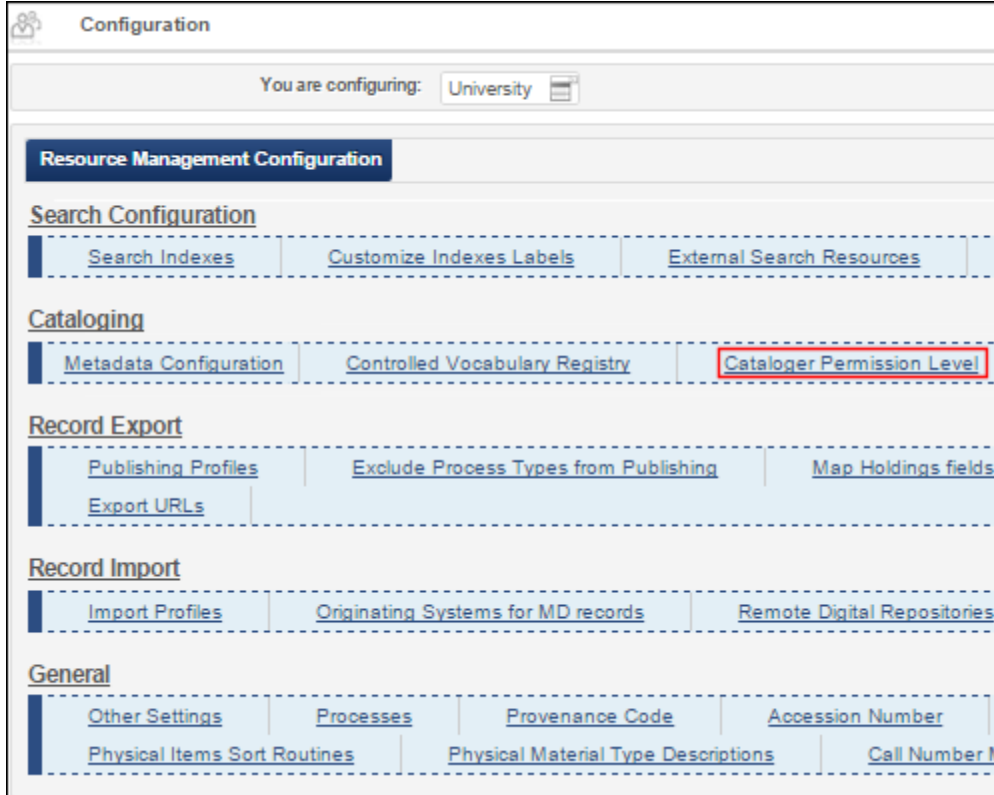 Configuration
You are configuring: University
Resource Management Configuration
Search Configuration
Search Indexes Customize Indexes Labels External Search Resources
Cataloging
Metadata Configuration Controlled Vocabulary Registry Cataloger Permission Level
Record Export
Publishing Profiles Exclude Process Types from Publishing Map Holdings fields
Export URLs
Record Import
Import Profiles Originating Systems for MD records Remote Digital Repositories
General
Other Settings Processes Provenance Code Accession Number
Physical Items Sort Routines Physical Material Type Descriptions Call Number